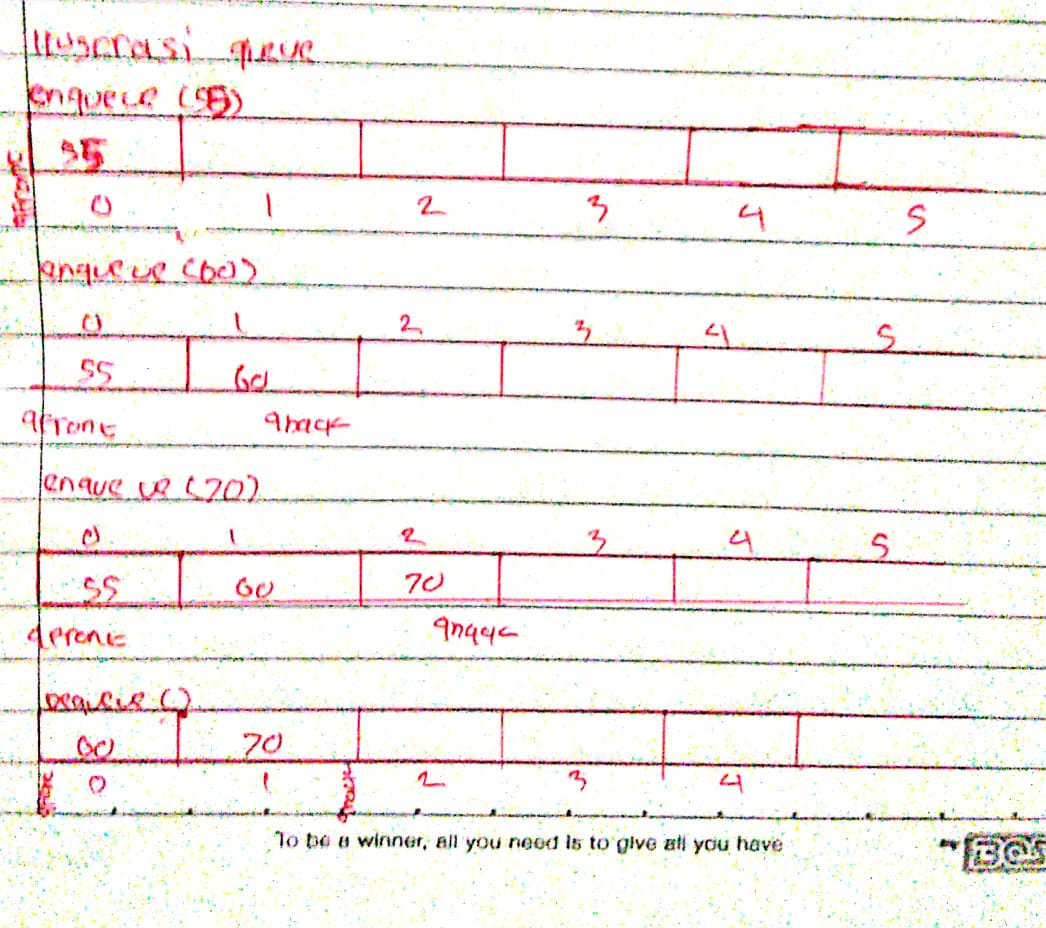 Ilustrasi queue
enqueue (55)
55
qfront
0 1 2 3 4 5
enqueue (60)
0 1 2 3 4 5
55 60
qfront qback
enqueue (70)
0 1 2 3 4 5
55 60 70
qfront qback
Dequeue ()
60 70
qfront 0 1 qback 2 3 4
To be a winner, all you need is to give all you have